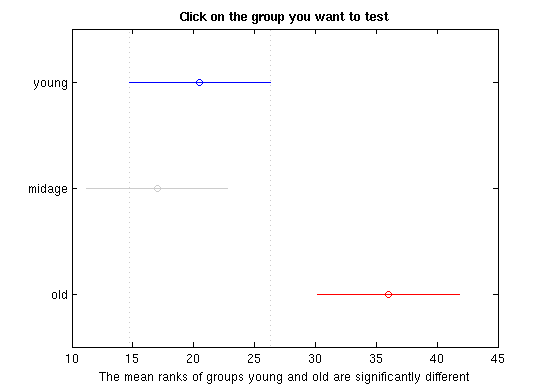 Click on the group you want to test
young
midage
old
10 15 20 25 30 35 40 45
The mean ranks of groups young and old are significantly different